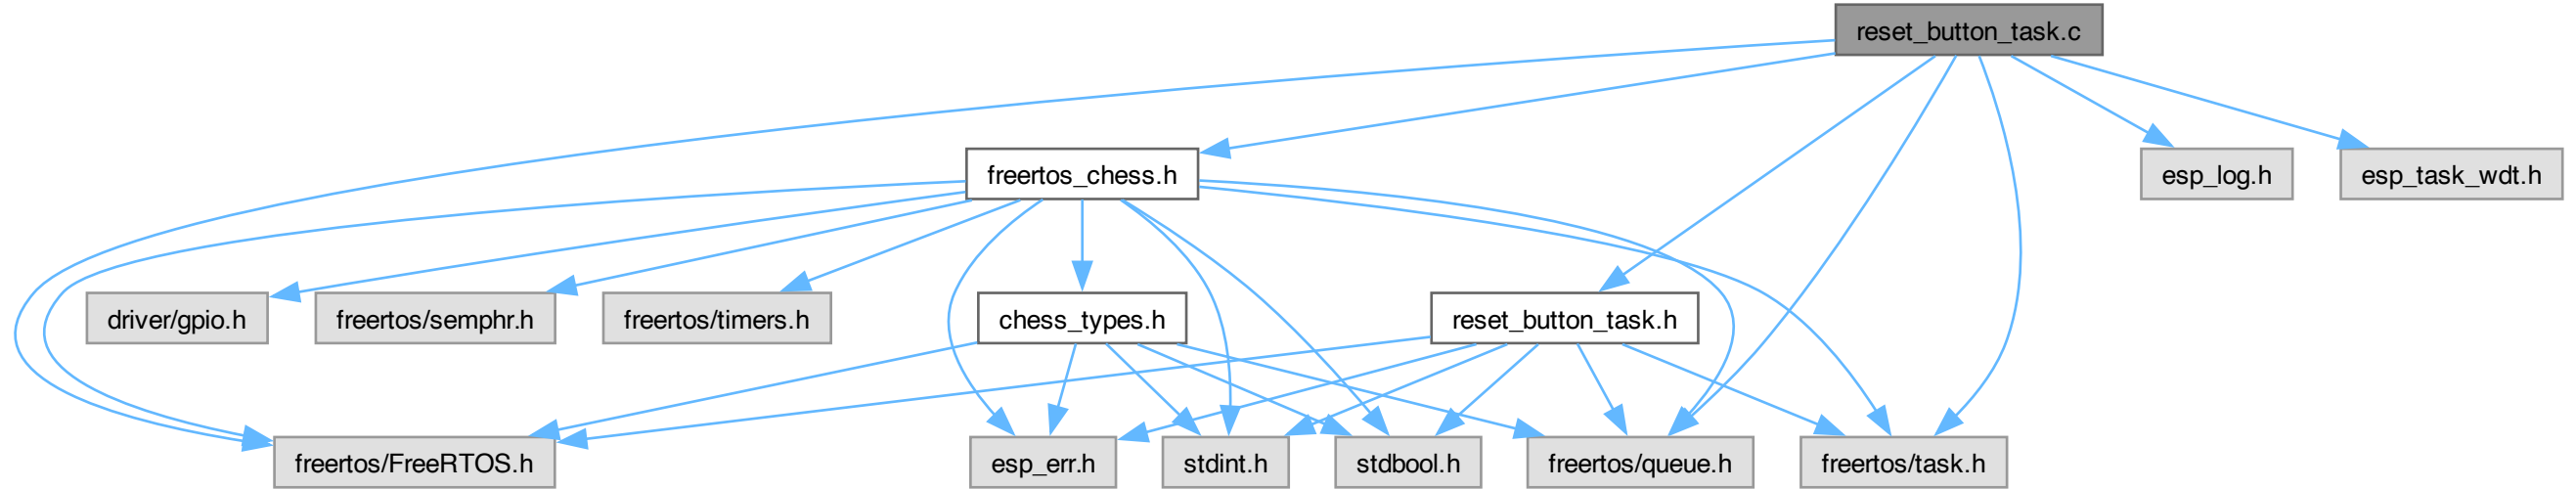 reset_button_task.c
freertos_chess.h
esp_log.h
esp_task_wdt.h
driver/gpio.h
freertos/semphr.h
freertos/timers.h
chess_types.h
reset_button_task.h
freertos/FreeRTOS.h
esp_err.h
stdint.h
stdbool.h
freertos/queue.h
freertos/task.h